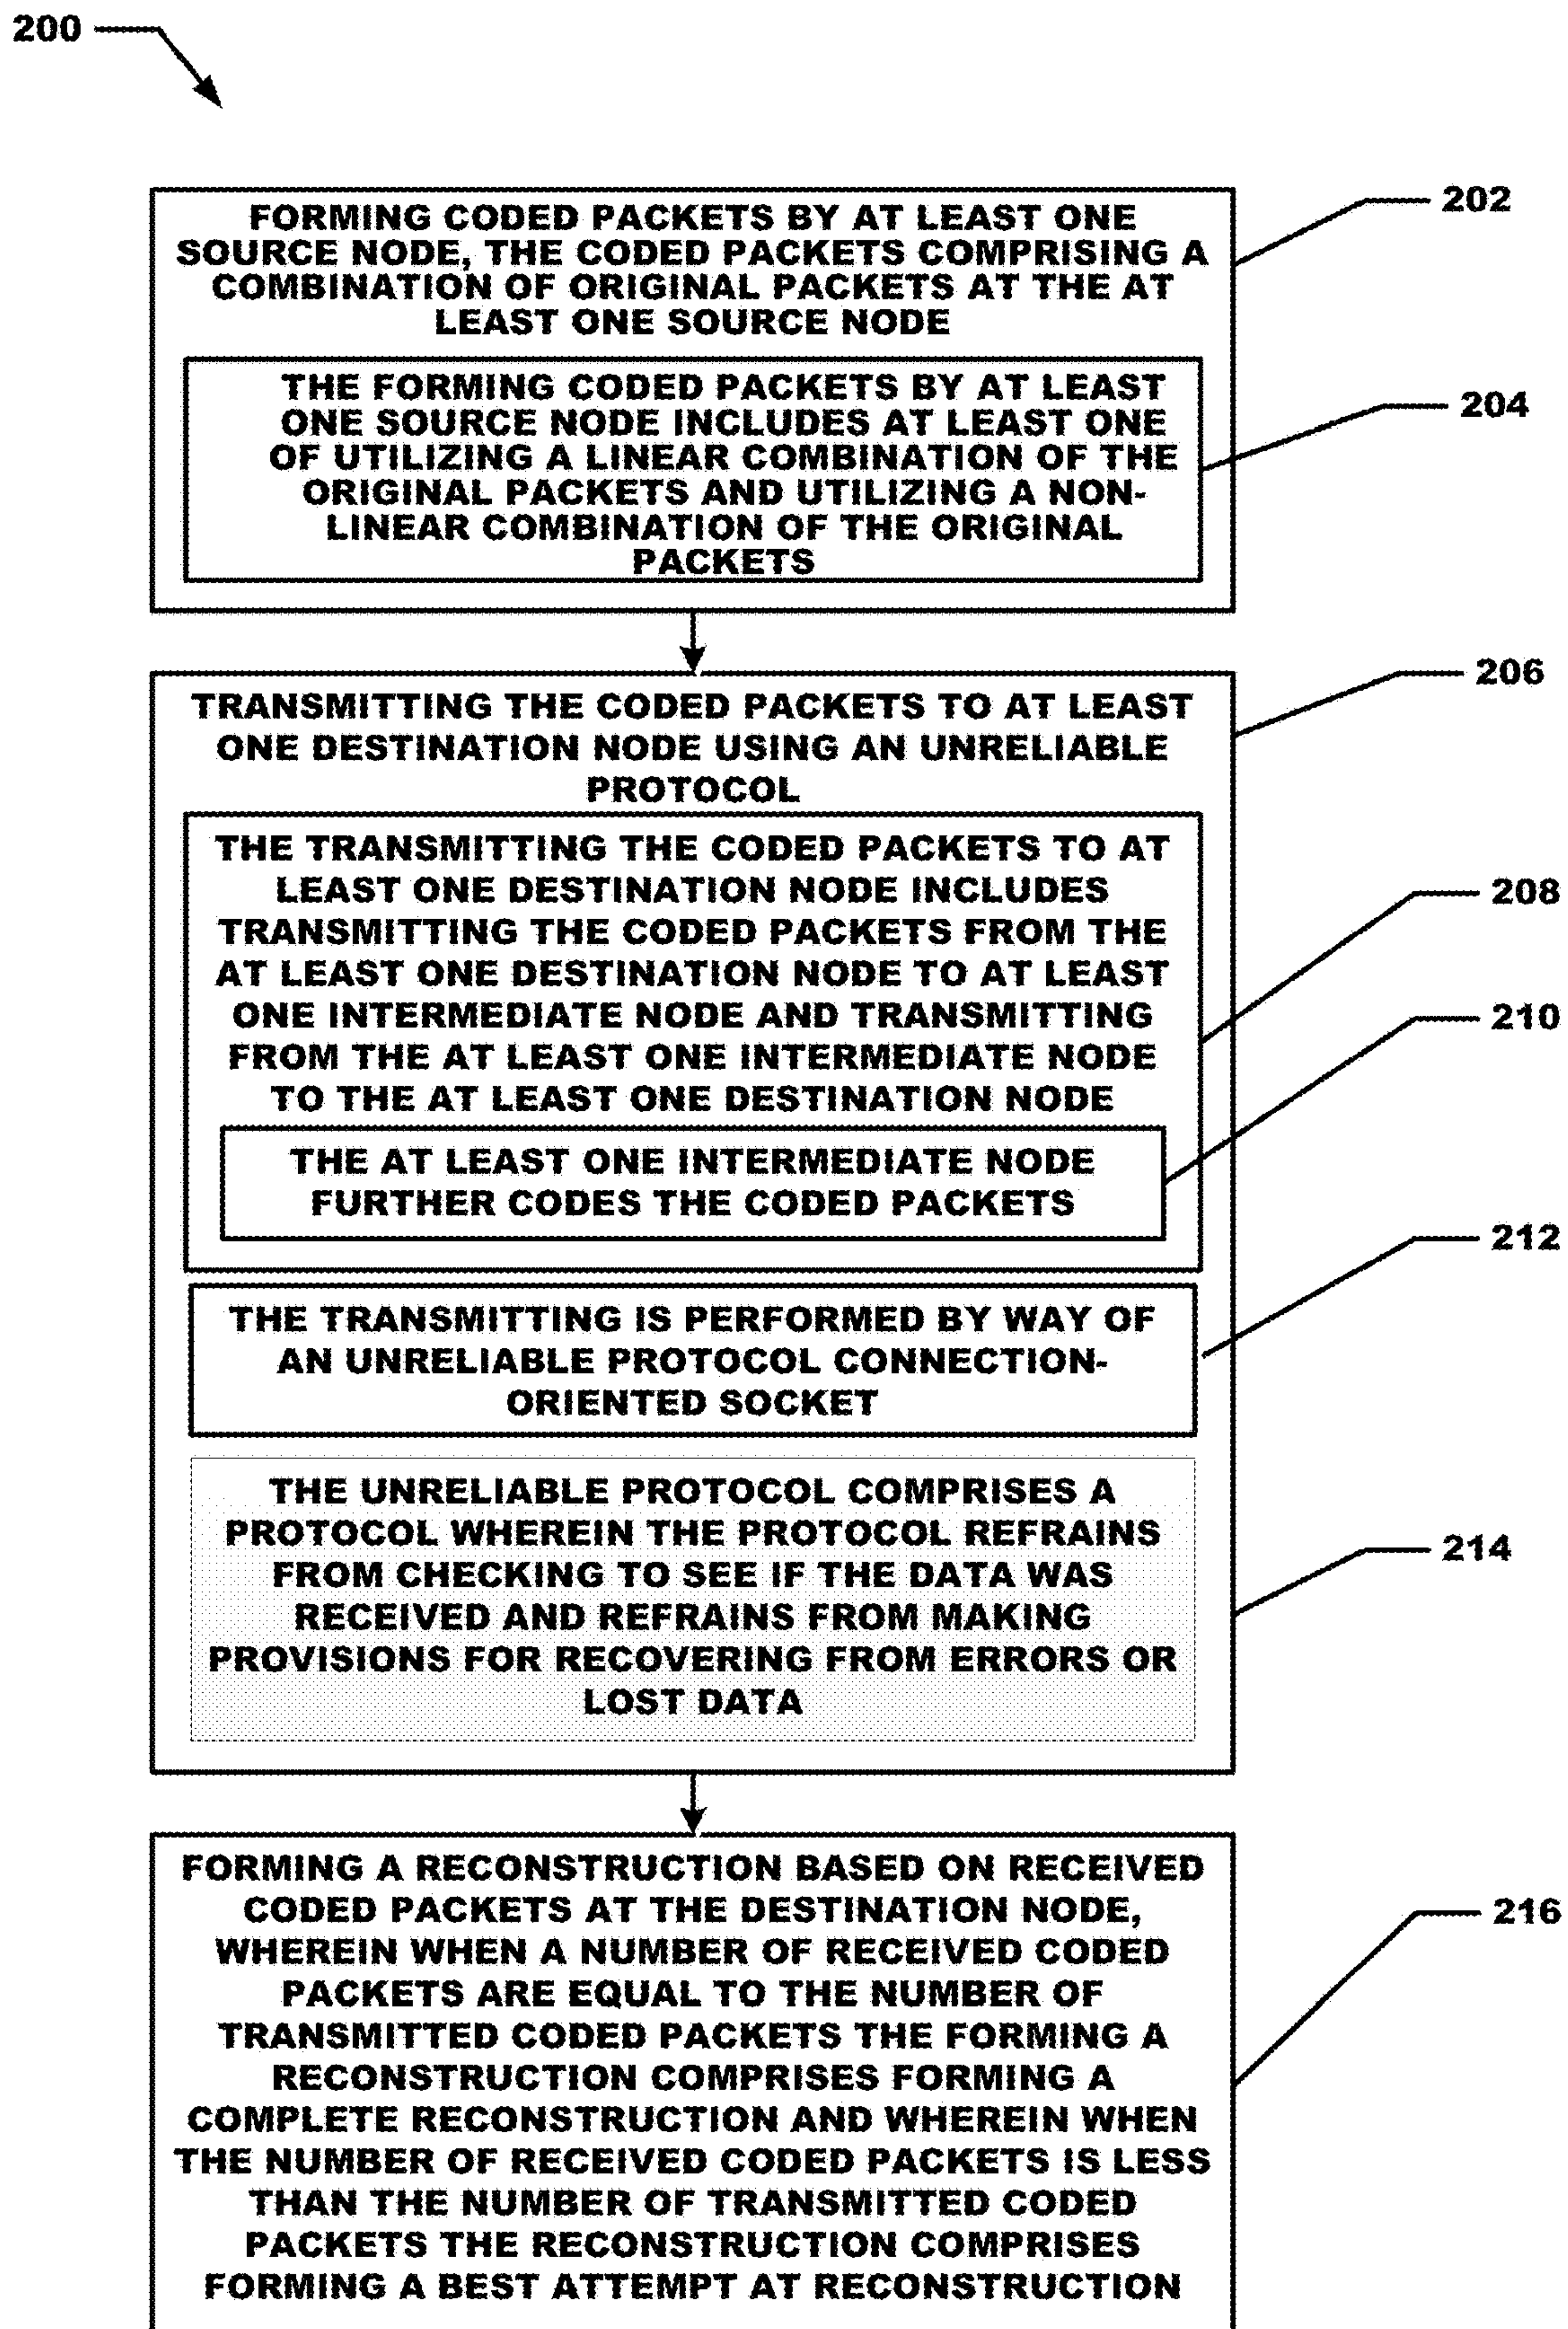 200
FORMING CODED PACKETS BY AT LEAST ONE
SOURCE NODE, THE CODED PACKETS COMPRISING A
COMBINATION OF ORIGINAL PACKETS AT THE AT
LEAST ONE SOURCE NODE
202
THE FORMING CODED PACKETS BY AT LEAST
ONE SOURCE NODE INCLUDES AT LEAST ONE
OF UTILIZING A LINEAR COMBINATION OF THE
ORIGINAL PACKETS AND UTILIZING A NON-
LINEAR COMBINATION OF THE ORIGINAL
PACKETS
204
TRANSMITTING THE CODED PACKETS TO AT LEAST
ONE DESTINATION NODE USING AN UNRELIABLE
PROTOCOL
206
THE TRANSMITTING THE CODED PACKETS TO AT
LEAST ONE DESTINATION NODE INCLUDES
TRANSMITTING THE CODED PACKETS FROM THE
AT LEAST ONE DESTINATION NODE TO AT LEAST
ONE INTERMEDIATE NODE AND TRANSMITTING
FROM THE AT LEAST ONE INTERMEDIATE NODE
TO THE AT LEAST ONE DESTINATION NODE
208
THE AT LEAST ONE INTERMEDIATE NODE
FURTHER CODES THE CODED PACKETS
210
THE TRANSMITTING IS PERFORMED BY WAY OF
AN UNRELIABLE PROTOCOL CONNECTION-
ORIENTED SOCKET
212
THE UNRELIABLE PROTOCOL COMPRISES A
PROTOCOL WHEREIN THE PROTOCOL REFRAINS
FROM CHECKING TO SEE IF THE DATA WAS
RECEIVED AND REFRAINS FROM MAKING
PROVISIONS FOR RECOVERING FROM ERRORS OR
LOST DATA
214
FORMING A RECONSTRUCTION BASED ON RECEIVED
CODED PACKETS AT THE DESTINATION NODE,
WHEREIN WHEN A NUMBER OF RECEIVED CODED
PACKETS ARE EQUAL TO THE NUMBER OF
TRANSMITTED CODED PACKETS THE FORMING A
RECONSTRUCTION COMPRISES FORMING A
COMPLETE RECONSTRUCTION AND WHEREIN WHEN
THE NUMBER OF RECEIVED CODED PACKETS IS LESS
THAN THE NUMBER OF TRANSMITTED CODED
PACKETS THE RECONSTRUCTION COMPRISES
FORMING A BEST ATTEMPT AT RECONSTRUCTION
216